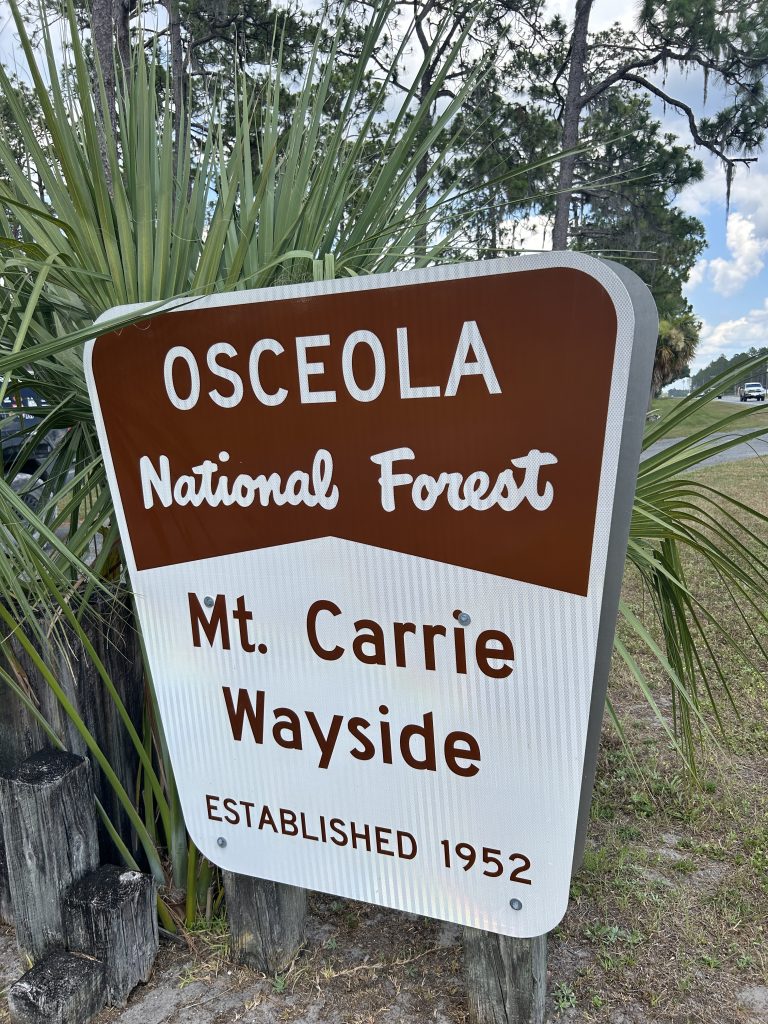 OSCEOLA
National Forest
Mt. Carrie
Wayside
ESTABLISHED 1952